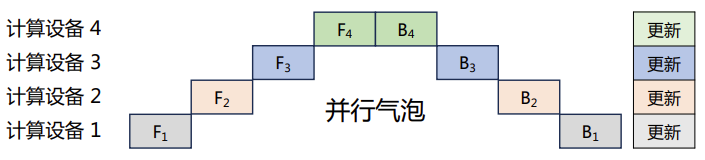 计算设备 4 F4 B4 更新
计算设备 3 F3 B3 更新
计算设备 2 F2 并行气泡 B2 更新
计算设备 1 F1 B1 更新